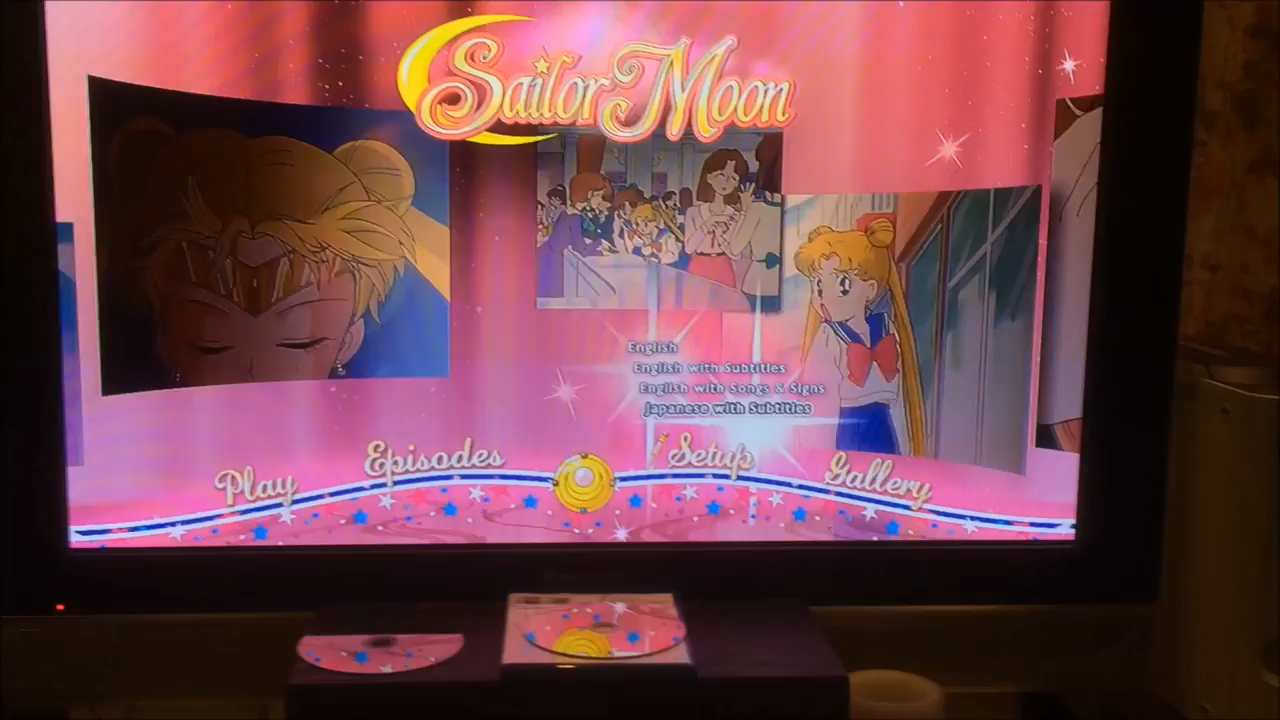 Sailor Moon
English
English with Subtitles
English with Songs & Signs
Japanese with Subtitles
Play
Episodes
Setup
Gallery